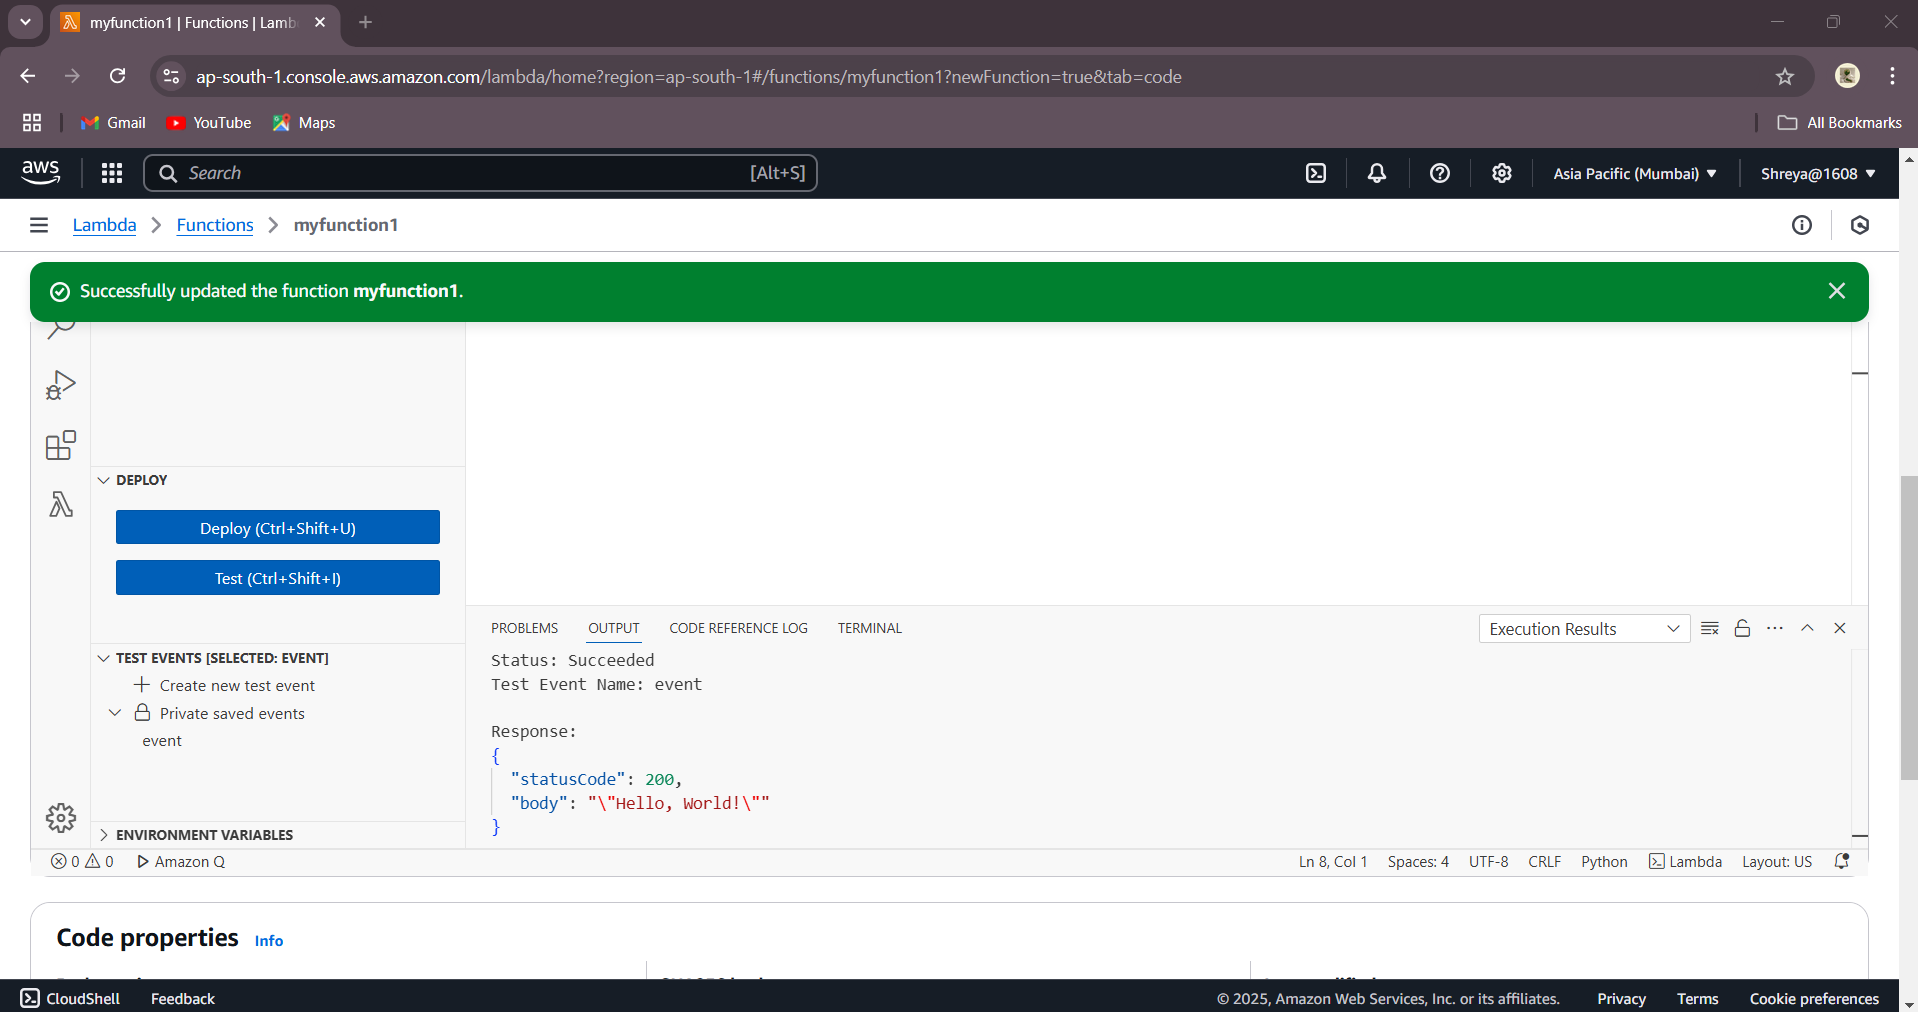 myfunction1 | Functions | Lamb
ap-south-1.console.aws.amazon.com/lambda/home?region=ap-south-1#/functions/myfunction1?newFunction=true&tab=code
Gmail YouTube Maps All Bookmarks
aws Search [Alt+S] Asia Pacific (Mumbai) Shreya@1608
Lambda Functions myfunction1
Successfully updated the function myfunction1.
DEPLOY
Deploy (Ctrl+Shift+U)
Test (Ctrl+Shift+I)
TEST EVENTS [SELECTED: EVENT]
Create new test event
Private saved events
event
ENVIRONMENT VARIABLES
PROBLEMS OUTPUT CODE REFERENCE LOG TERMINAL Execution Results
Status: Succeeded
Test Event Name: event
Response:
{
"statusCode": 200,
"body": "\"Hello, World!\""
}
0 0 Amazon Q Ln 8, Col 1 Spaces: 4 UTF-8 CRLF Python Lambda Layout: US
Code properties Info
CloudShell Feedback © 2025, Amazon Web Services, Inc. or its affiliates. Privacy Terms Cookie preferences